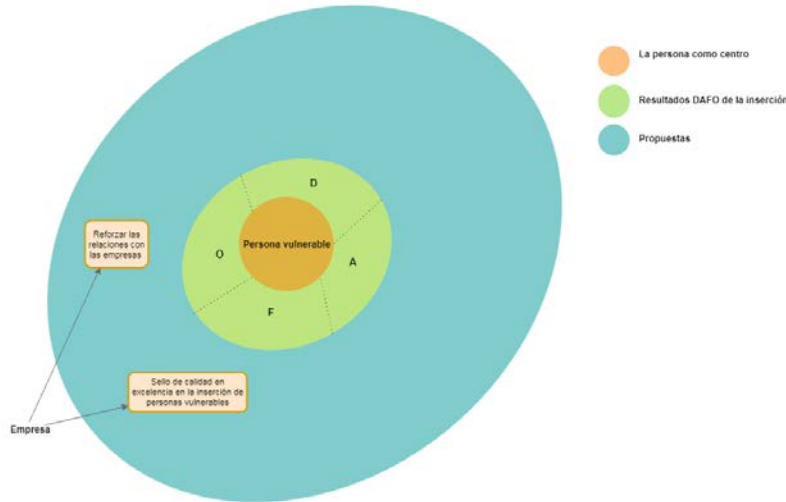 La persona como centro
Resultados DAFO de la inserción
Propuestas
D
Persona vulnerable
O
A
F
Reforzar las
relaciones con
las empresas
Sello de calidad en
excelencia en la inserción de
personas vulnerables
Empresa